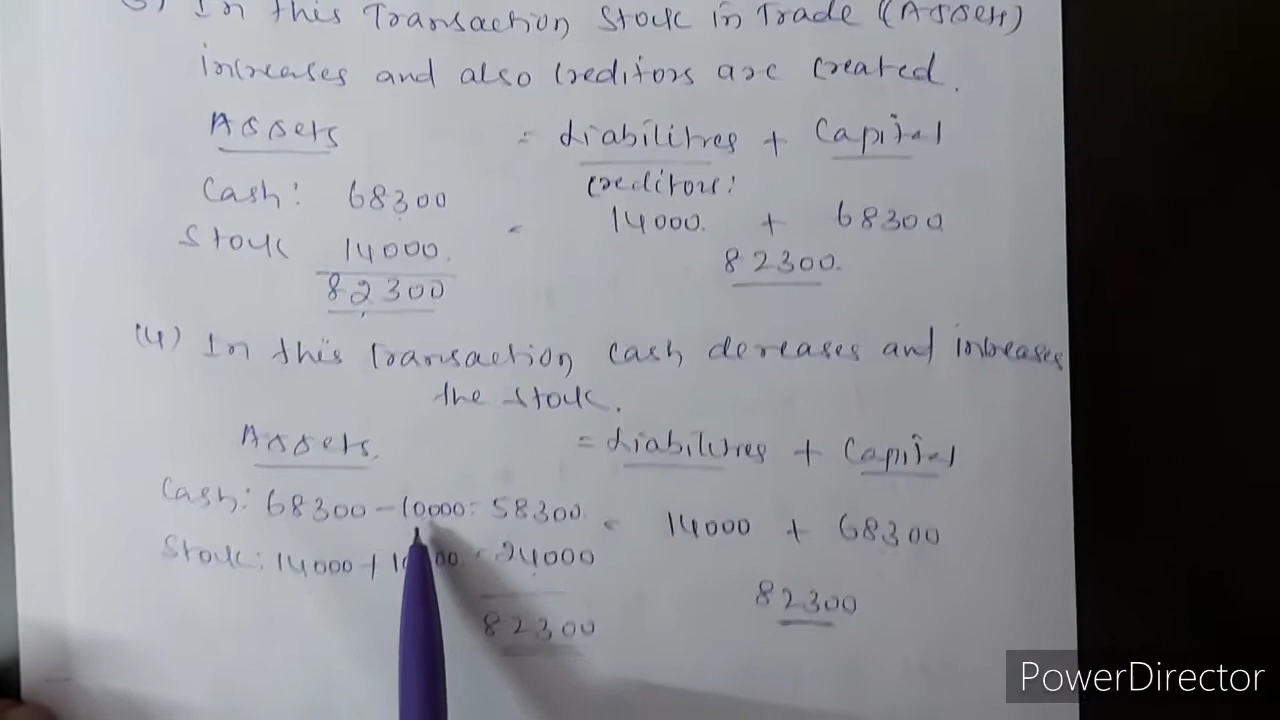 In this Transaction Stock in Trade (Assets)
increases and also Creditors are created.
Assets = Liabilities + Capital
Cash: 68300 Creditors:
= 14000. + 68300
Stock 14000.
82300 82300.
(4) In this transaction cash decreases and increases
the stock.
Assets. = Liabilities + Capital
Cash: 68300 - 10000 = 58300. = 14000 + 68300
Stock: 14000 + = 24000
82300 82300
PowerDirector